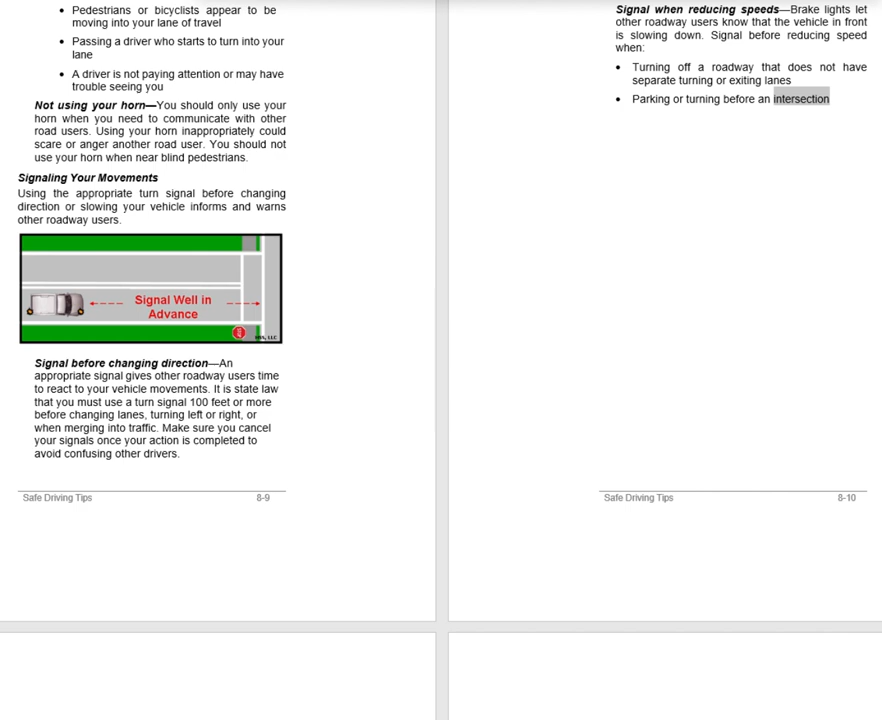 • Pedestrians or bicyclists appear to be
moving into your lane of travel
• Passing a driver who starts to turn into your
lane
• A driver is not paying attention or may have
trouble seeing you
Not using your horn—You should only use your
horn when you need to communicate with other
road users. Using your horn inappropriately could
scare or anger another road user. You should not
use your horn when near blind pedestrians.
Signaling Your Movements
Using the appropriate turn signal before changing
direction or slowing your vehicle informs and warns
other roadway users.
Signal Well in
Advance
Signal before changing direction—An
appropriate signal gives other roadway users time
to react to your vehicle movements. It is state law
that you must use a turn signal 100 feet or more
before changing lanes, turning left or right, or
when merging into traffic. Make sure you cancel
your signals once your action is completed to
avoid confusing other drivers.
Safe Driving Tips 8-9
Signal when reducing speeds—Brake lights let
other roadway users know that the vehicle in front
is slowing down. Signal before reducing speed
when:
• Turning off a roadway that does not have
separate turning or exiting lanes
• Parking or turning before an intersection
Safe Driving Tips 8-10